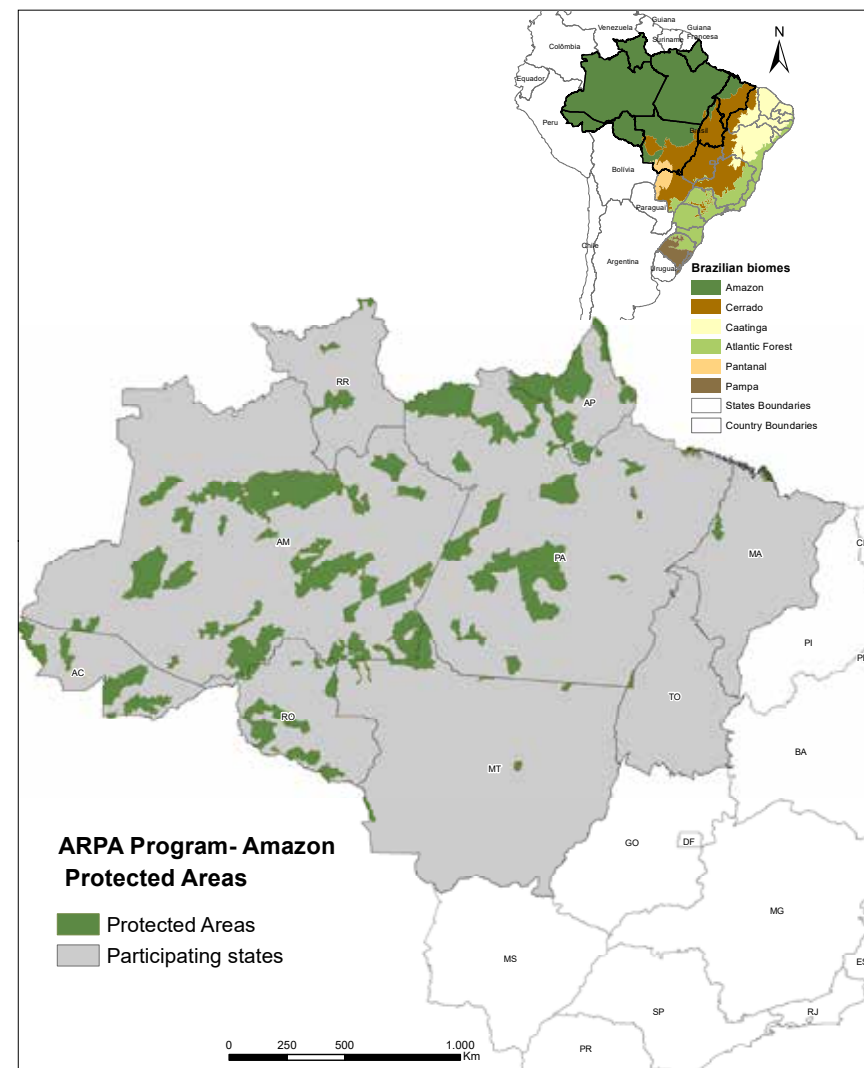 Guiana
Venezuela
Guiana
Francesa
Suriname
Colômbia
N
Equador
Peru
Brasil
Bolívia
Paraguai
Chile
Argentina
Brazilian biomes
Amazon
Cerrado
Caatinga
Atlantic Forest
Pantanal
Pampa
States Boundaries
Country Boundaries
RR
AP
AM
PA
MA
PI
AC
TO
RO
BA
MT
GO
DF
MG
MS
ES
SP
RJ
PR
ARPA Program- Amazon
Protected Areas
Protected Areas
Participating states
0
250
500
1.000
Km